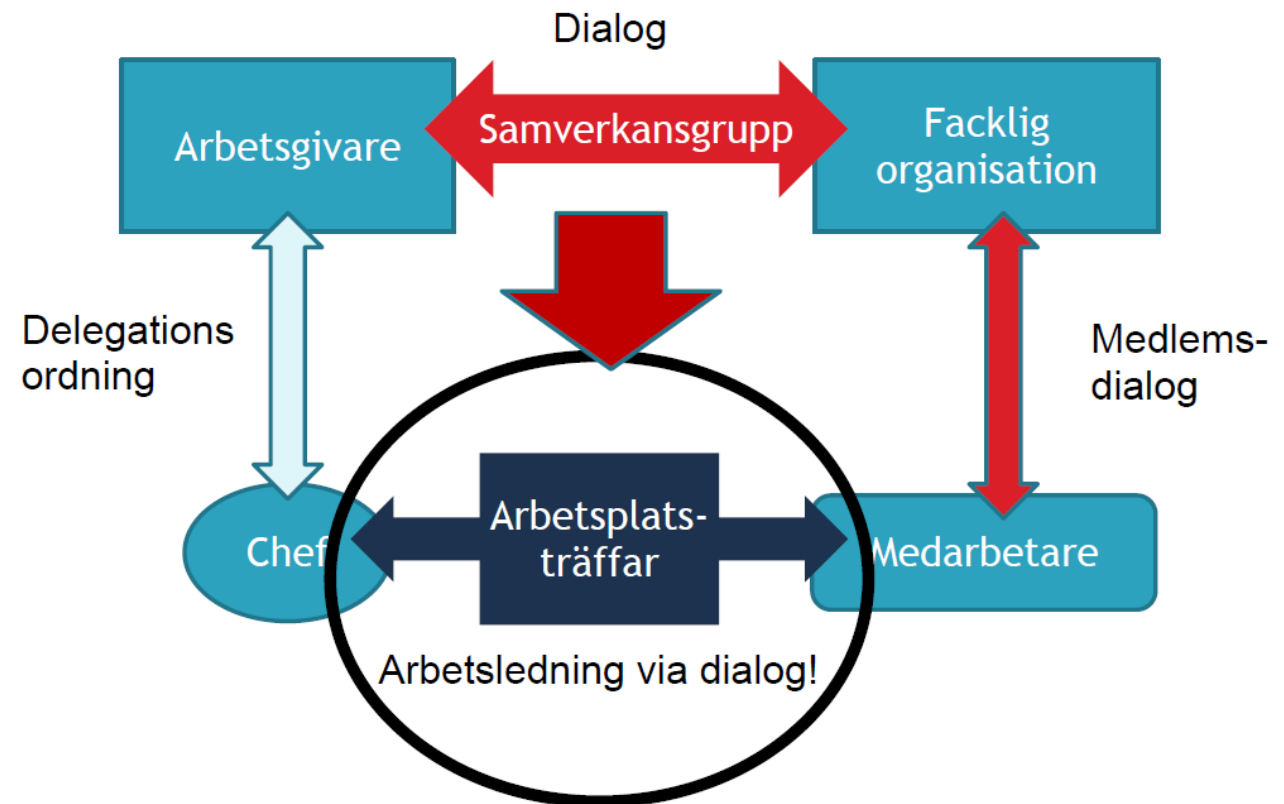 Dialog
Arbetsgivare
Samverkansgrupp
Facklig
organisation
Delegations
ordning
Medlems-
dialog
Chef
Arbetsplats-
träffar
Medarbetare
Arbetsledning via dialog!